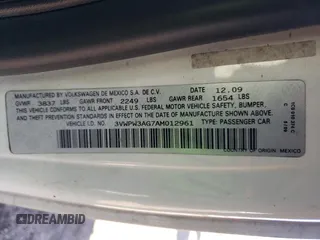 MANUFACTURED BY VOLKSWAGEN DE MEXICO S.A. DE C.V. DATE: 12.09
GVWR 3837 LBS GAWR FRONT 2249 LBS GAWR REAR 1654 LBS
THIS VEHICLE CONFORMS TO ALL APPLICABLE U.S. FEDERAL MOTOR VEHICLE SAFETY, BUMPER,
AND THEFT PREVENTION STANDARDS IN EFFECT ON THE DATE OF MANUFACTURE SHOWN ABOVE.
VEHICLE I.D. NO. 3VWPW3AG7AM012961 TYPE: PASSENGER CAR
COUNTRY OF ORIGIN: MEXICO
DREAMBID